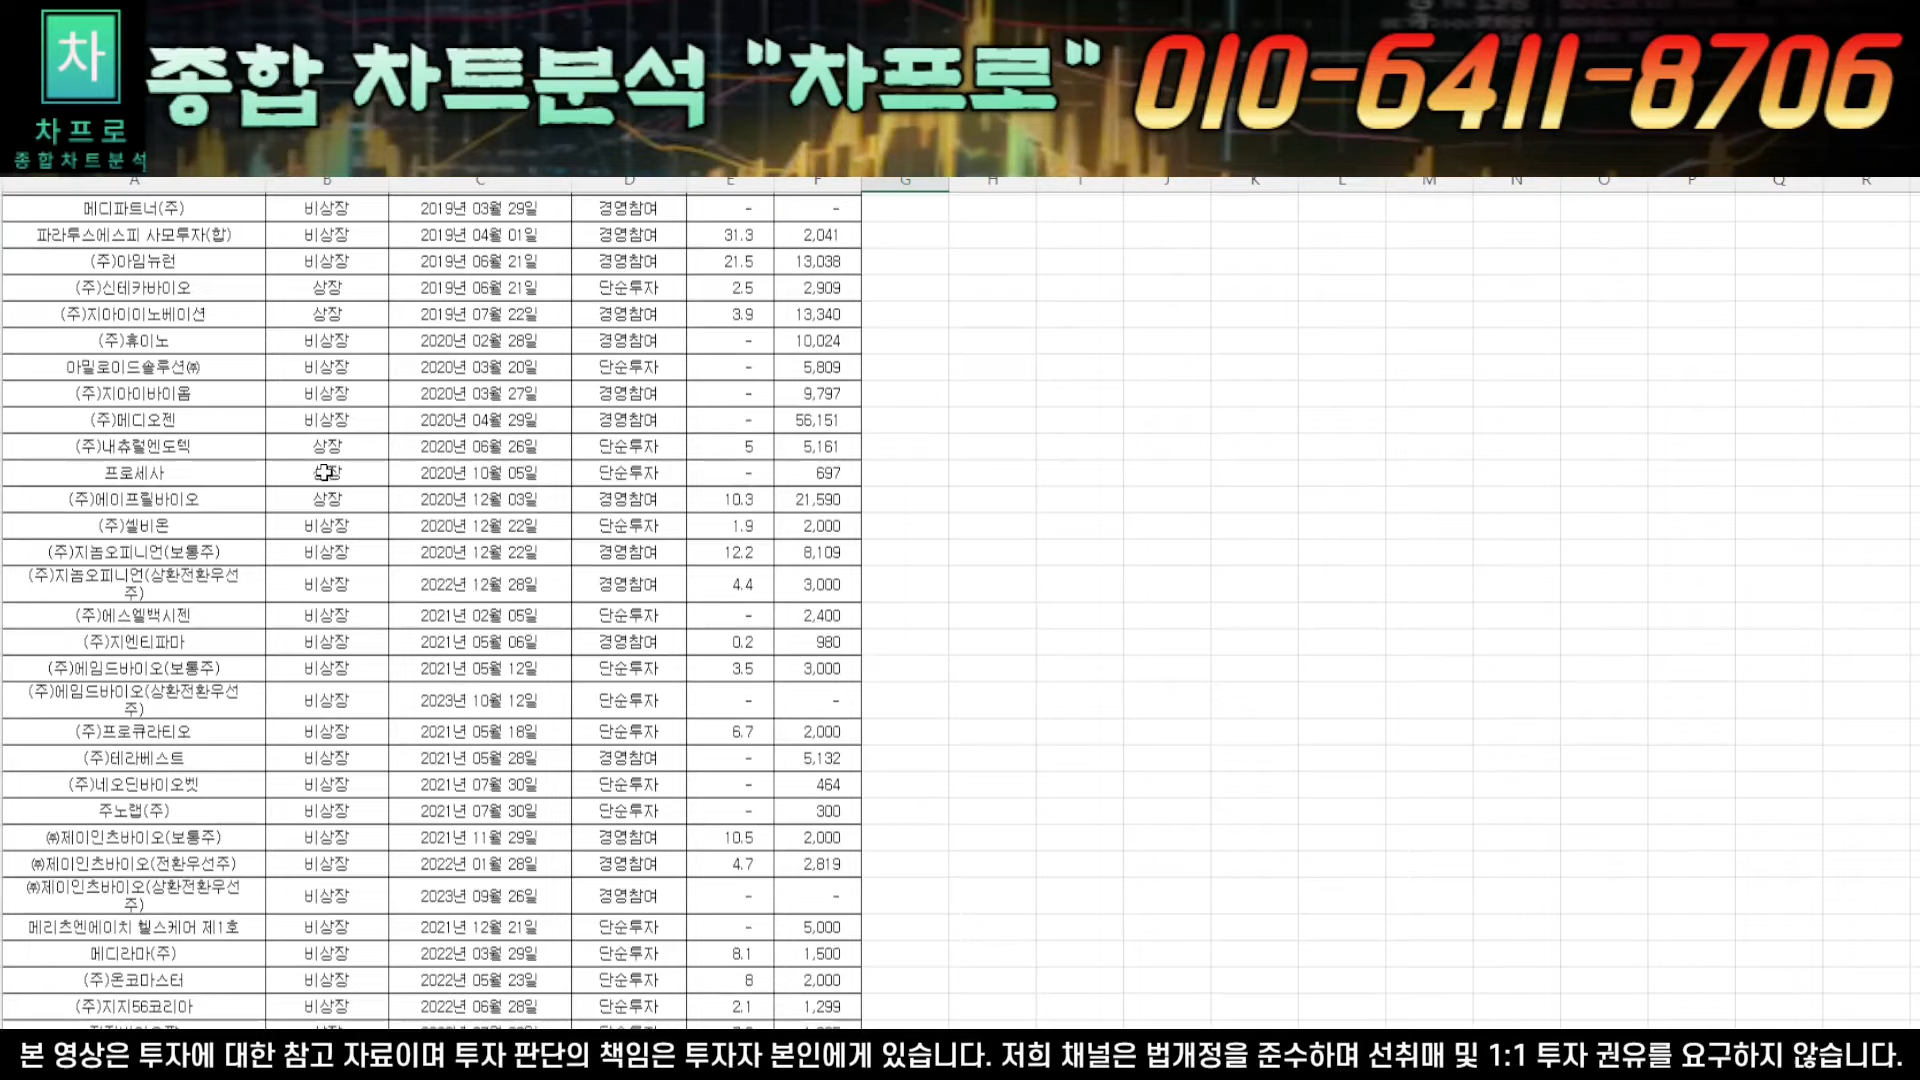 차
차프로
종합차트분석
종합 차트분석 "차프로" 010-6411-8706
A B C D E F G H I J K L M N O P Q R
메디파트너(주) 비상장 2019년 03월 29일 경영참여 - -
파라투스에스피 사모투자(합) 비상장 2019년 04월 01일 경영참여 31.3 2,041
(주)아임뉴런 비상장 2019년 06월 21일 경영참여 21.5 13,038
(주)신테카바이오 상장 2019년 06월 21일 단순투자 2.5 2,909
(주)지아이이노베이션 상장 2019년 07월 22일 경영참여 3.9 13,340
(주)휴이노 비상장 2020년 02월 28일 경영참여 - 10,024
아밀로이드솔루션㈜ 비상장 2020년 03월 20일 단순투자 - 5,809
(주)지아이바이옴 비상장 2020년 03월 27일 경영참여 - 9,797
(주)메디오젠 비상장 2020년 04월 29일 경영참여 - 56,151
(주)내츄럴엔도텍 상장 2020년 06월 26일 단순투자 5 5,161
프로세사 2020년 10월 05일 단순투자 - 697
(주)에이프릴바이오 상장 2020년 12월 03일 경영참여 10.3 21,590
(주)셀비온 비상장 2020년 12월 22일 단순투자 1.9 2,000
(주)지놈오피니언(보통주) 비상장 2020년 12월 22일 경영참여 12.2 8,109
(주)지놈오피니언(상환전환우선
주) 비상장 2022년 12월 28일 경영참여 4.4 3,000
(주)에스엘백시젠 비상장 2021년 02월 05일 단순투자 - 2,400
(주)지엔티파마 비상장 2021년 05월 06일 경영참여 0.2 980
(주)에임드바이오(보통주) 비상장 2021년 05월 12일 단순투자 3.5 3,000
(주)에임드바이오(상환전환우선
주) 비상장 2023년 10월 12일 단순투자 - -
(주)프로큐라티오 비상장 2021년 05월 18일 단순투자 6.7 2,000
(주)테라베스트 비상장 2021년 05월 28일 경영참여 - 5,132
(주)네오딘바이오벳 비상장 2021년 07월 30일 단순투자 - 464
주노랩(주) 비상장 2021년 07월 30일 단순투자 - 300
㈜제이인츠바이오(보통주) 비상장 2021년 11월 29일 경영참여 10.5 2,000
㈜제이인츠바이오(전환우선주) 비상장 2022년 01월 28일 경영참여 4.7 2,819
㈜제이인츠바이오(상환전환우선
주) 비상장 2023년 09월 26일 경영참여 - -
메리츠엔에이치 헬스케어 제1호 비상장 2021년 12월 21일 단순투자 - 5,000
메디라마(주) 비상장 2022년 03월 29일 단순투자 8.1 1,500
(주)온코마스터 비상장 2022년 05월 23일 단순투자 8 2,000
(주)지지56코리아 비상장 2022년 06월 28일 단순투자 2.1 1,299
본 영상은 투자에 대한 참고 자료이며 투자 판단의 책임은 투자자 본인에게 있습니다. 저희 채널은 법개정을 준수하며 선취매 및 1:1 투자 권유를 요구하지 않습니다.